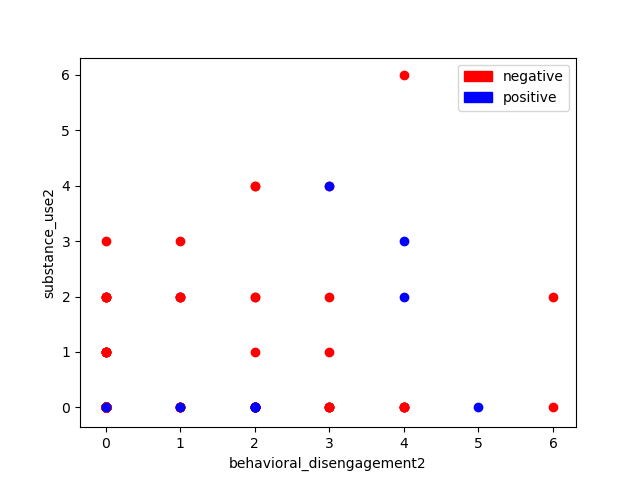 negative
positive
6
5
4
3
2
1
0
substance_use2
0 1 2 3 4 5 6
behavioral_disengagement2